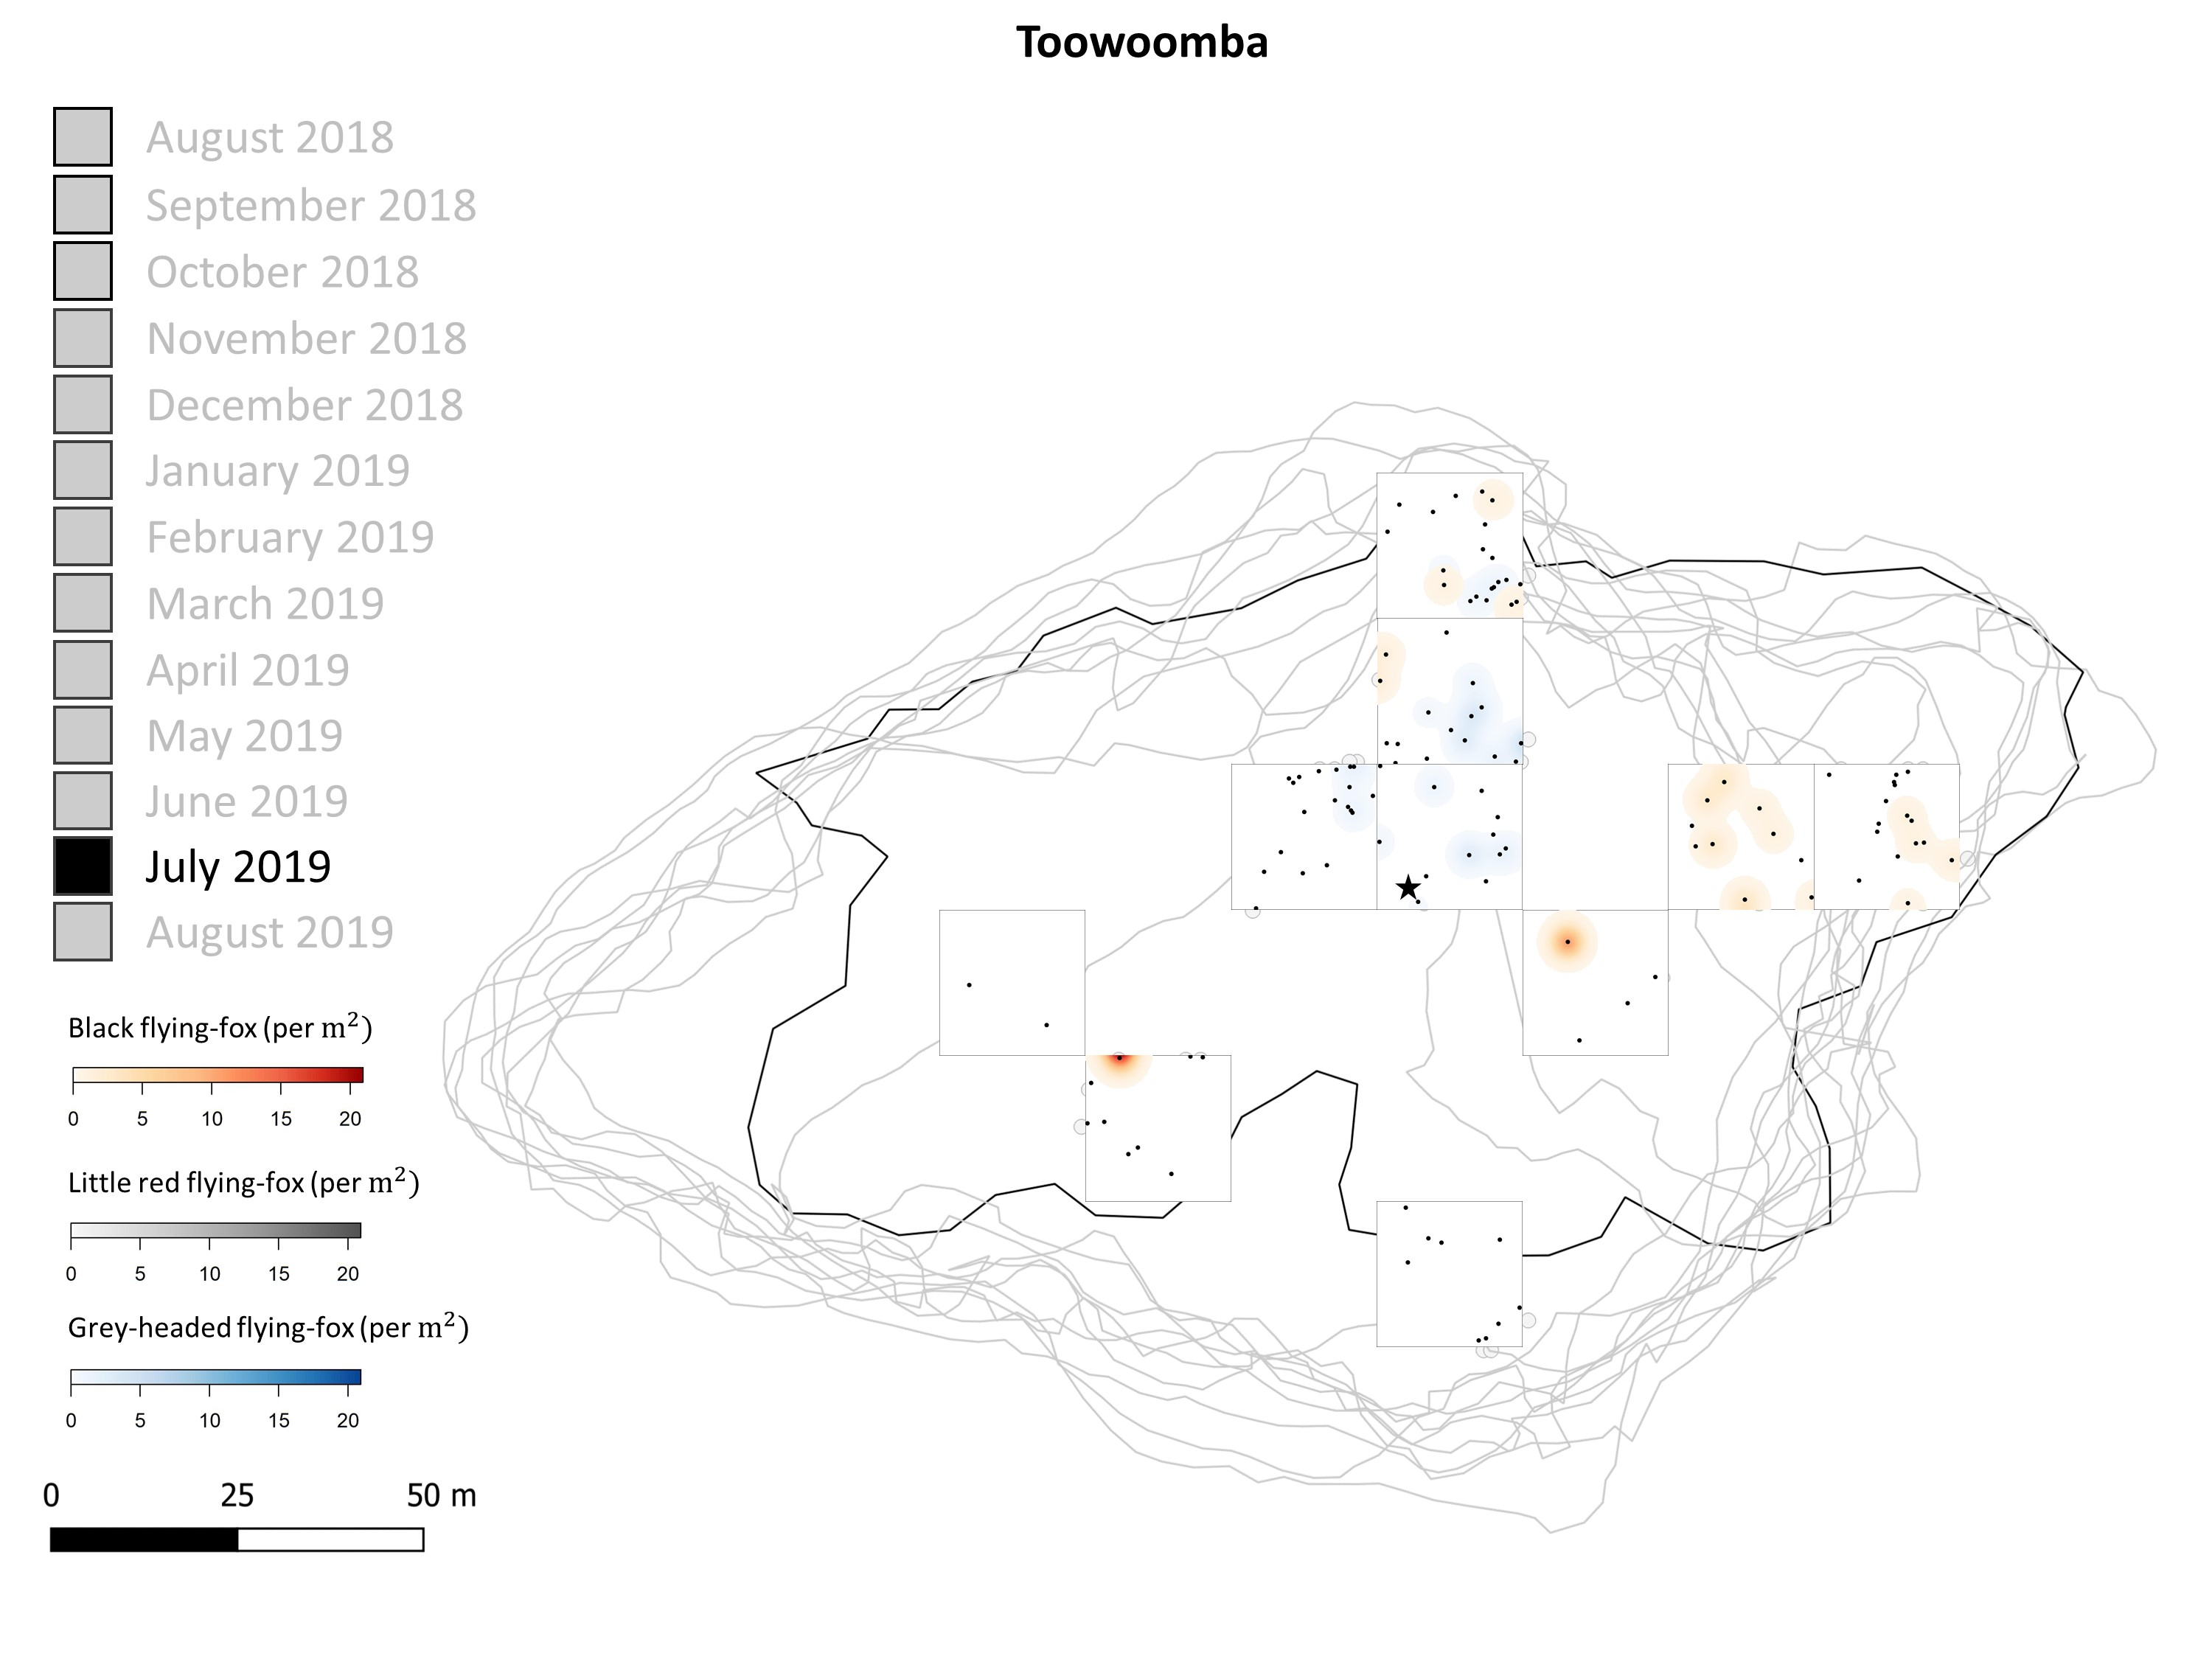 Toowoomba
August 2018
September 2018
October 2018
November 2018
December 2018
January 2019
February 2019
March 2019
April 2019
May 2019
June 2019
July 2019
August 2019
Black flying-fox (per m²)
0 5 10 15 20
Little red flying-fox (per m²)
0 5 10 15 20
Grey-headed flying-fox (per m²)
0 5 10 15 20
0 25 50 m